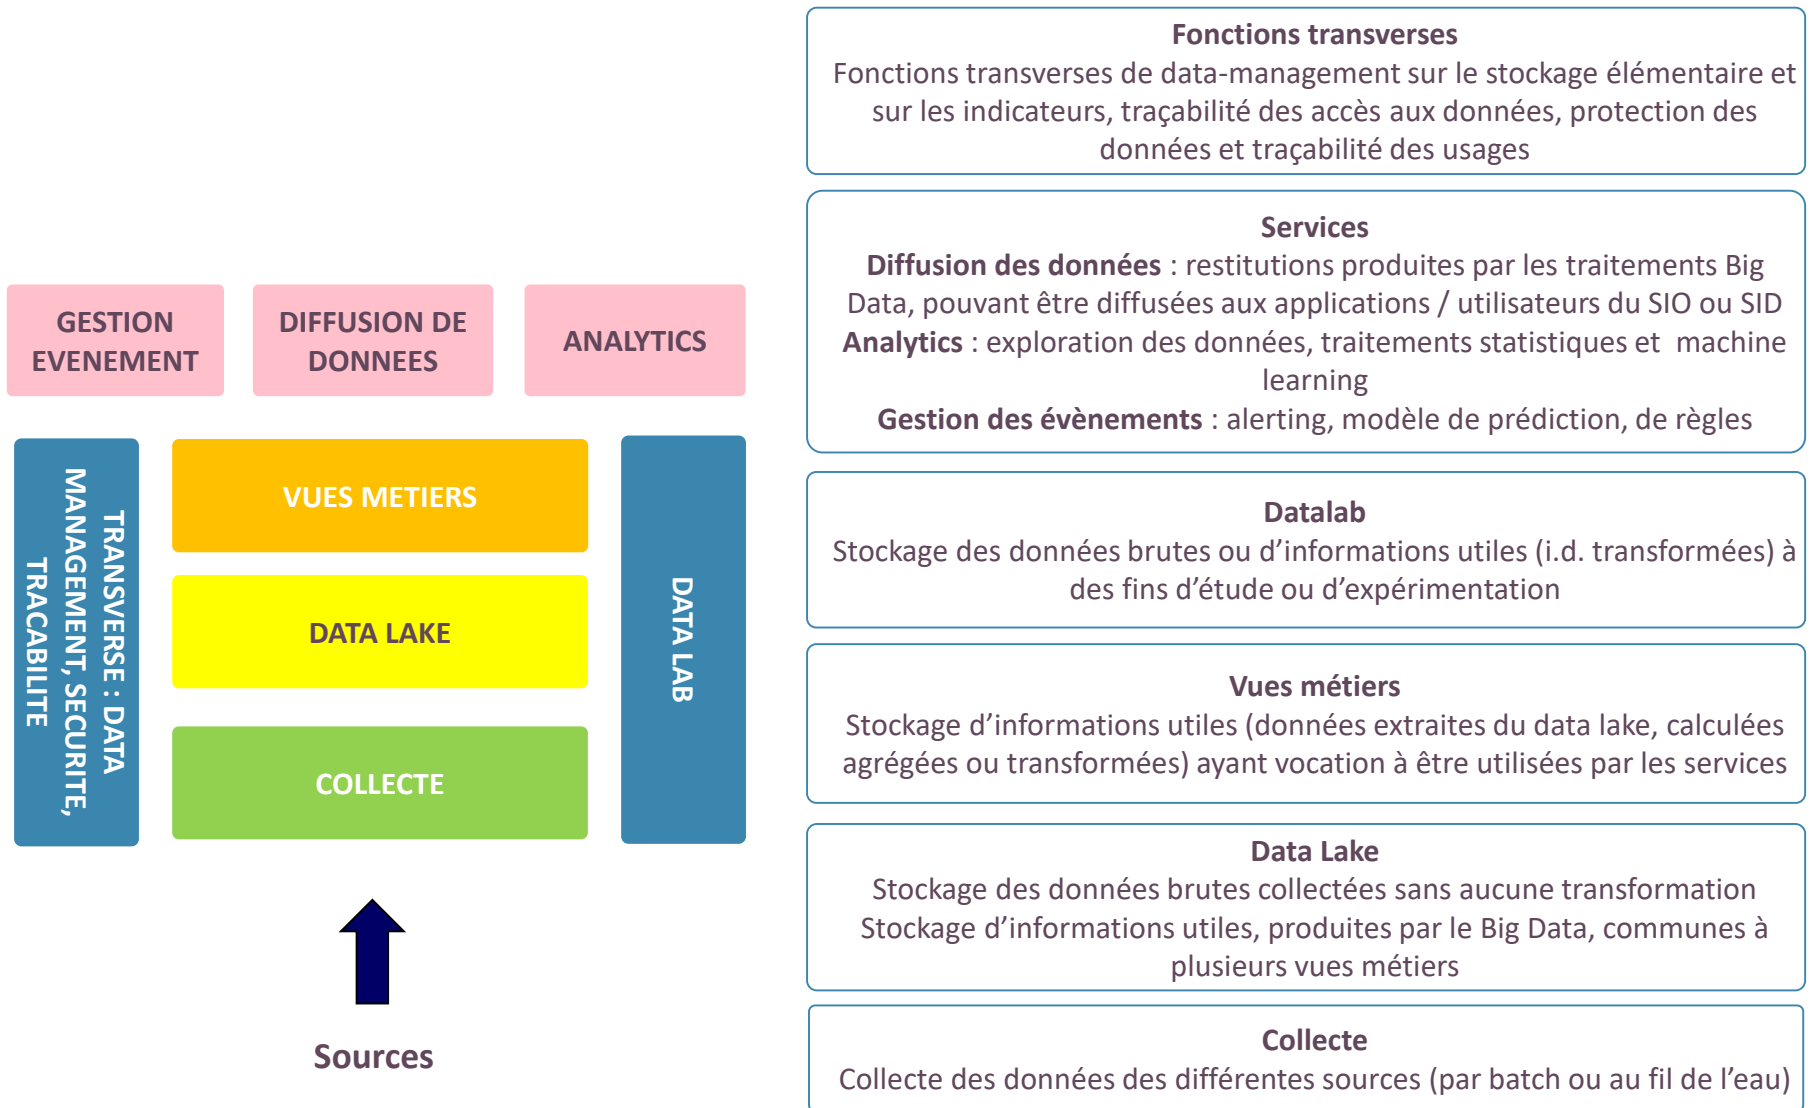 GESTION
EVENEMENT
DIFFUSION DE
DONNEES
ANALYTICS
TRANSVERSE : DATA
MANAGEMENT, SECURITE,
TRACABILITE
VUES METIERS
DATA LAKE
COLLECTE
DATA LAB
Sources
Fonctions transverses
Fonctions transverses de data-management sur le stockage élémentaire et
sur les indicateurs, traçabilité des accès aux données, protection des
données et traçabilité des usages
Services
Diffusion des données : restitutions produites par les traitements Big
Data, pouvant être diffusées aux applications / utilisateurs du SIO ou SID
Analytics : exploration des données, traitements statistiques et machine
learning
Gestion des évènements : alerting, modèle de prédiction, de règles
Datalab
Stockage des données brutes ou d’informations utiles (i.d. transformées) à
des fins d’étude ou d’expérimentation
Vues métiers
Stockage d’informations utiles (données extraites du data lake, calculées
agrégées ou transformées) ayant vocation à être utilisées par les services
Data Lake
Stockage des données brutes collectées sans aucune transformation
Stockage d’informations utiles, produites par le Big Data, communes à
plusieurs vues métiers
Collecte
Collecte des données des différentes sources (par batch ou au fil de l’eau)